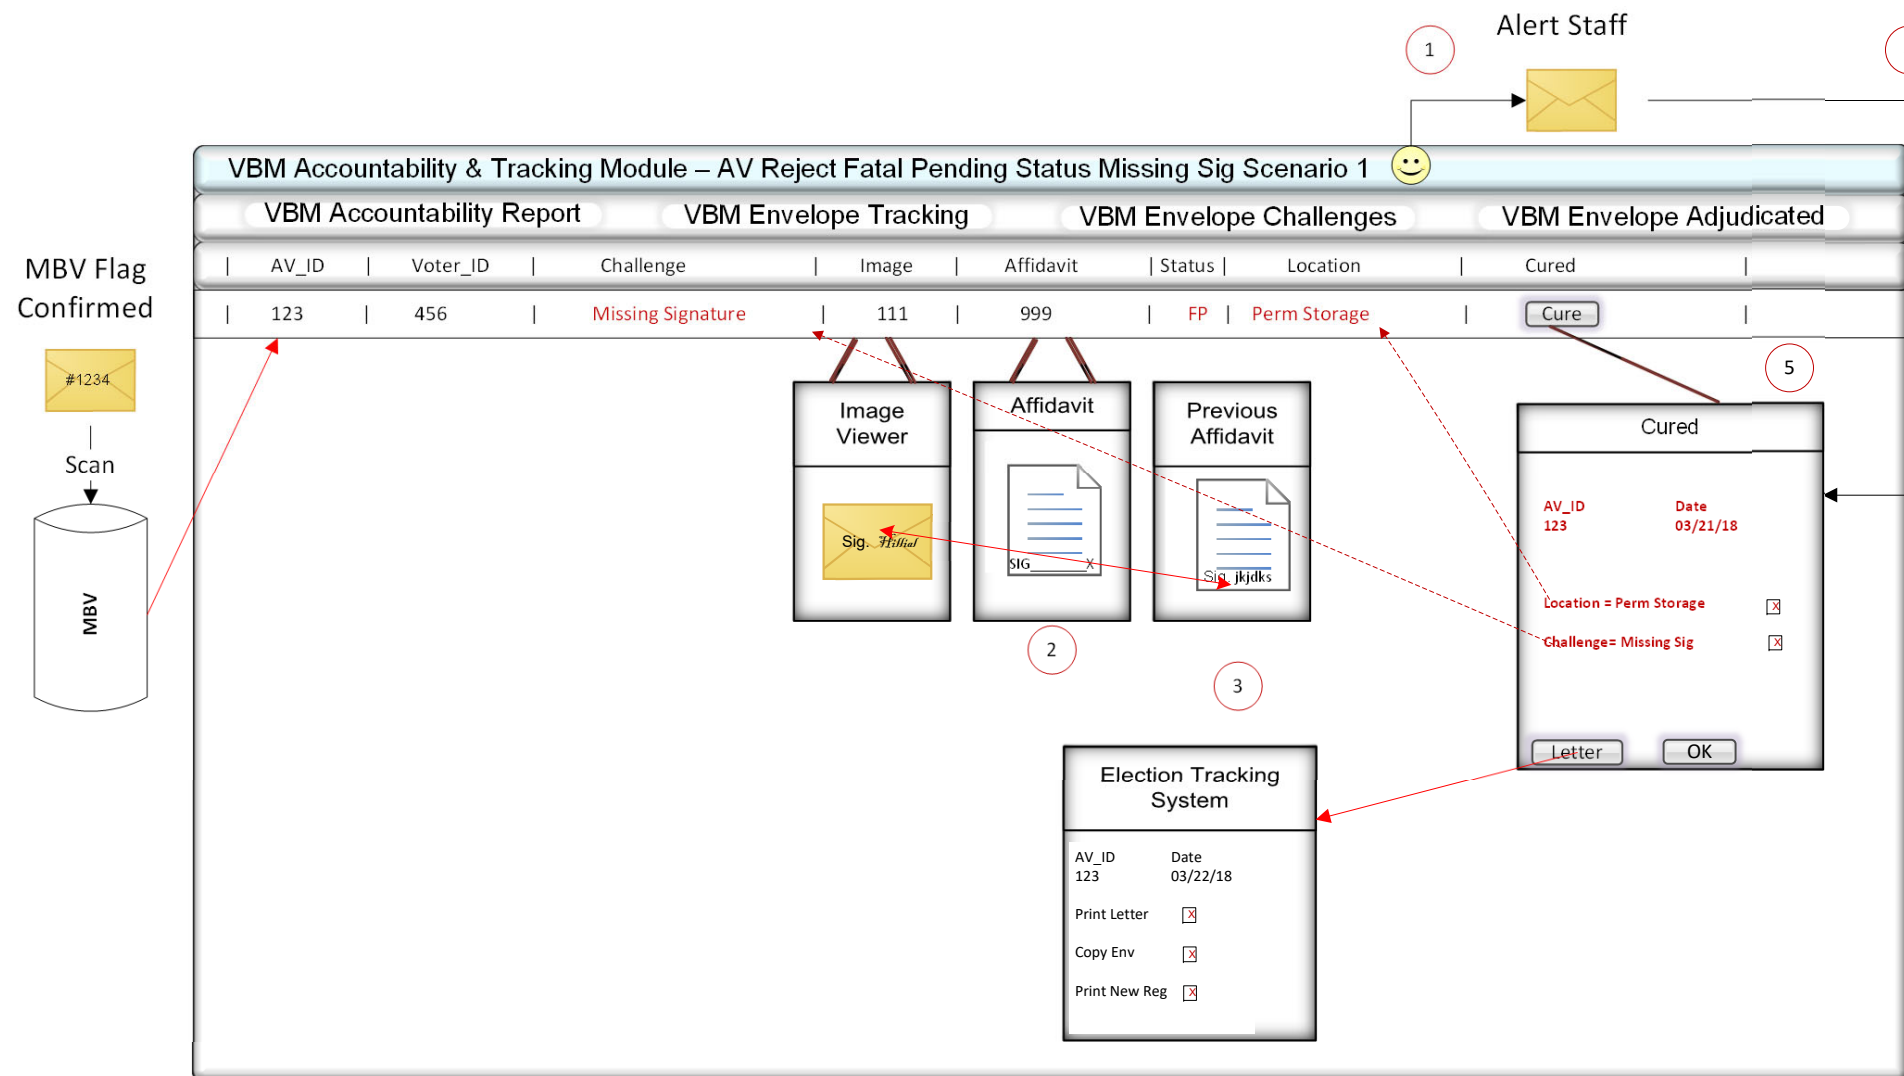 Alert Staff
1
VBM Accountability & Tracking Module – AV Reject Fatal Pending Status Missing Sig Scenario 1
VBM Accountability Report VBM Envelope Tracking VBM Envelope Challenges VBM Envelope Adjudicated
| AV_ID | Voter_ID | Challenge | Image | Affidavit | Status | Location | Cured |
| 123 | 456 | Missing Signature | 111 | 999 | FP | Perm Storage | Cure |
MBV Flag
Confirmed
#1234
Scan
MBV
Image
Viewer
Sig.
Affidavit
SIG________X
2
Previous
Affidavit
Sig. jkjdks
3
5
Cured
AV_ID Date
123 03/21/18
Location = Perm Storage X
Challenge= Missing Sig X
Letter OK
Election Tracking
System
AV_ID Date
123 03/22/18
Print Letter X
Copy Env X
Print New Reg X